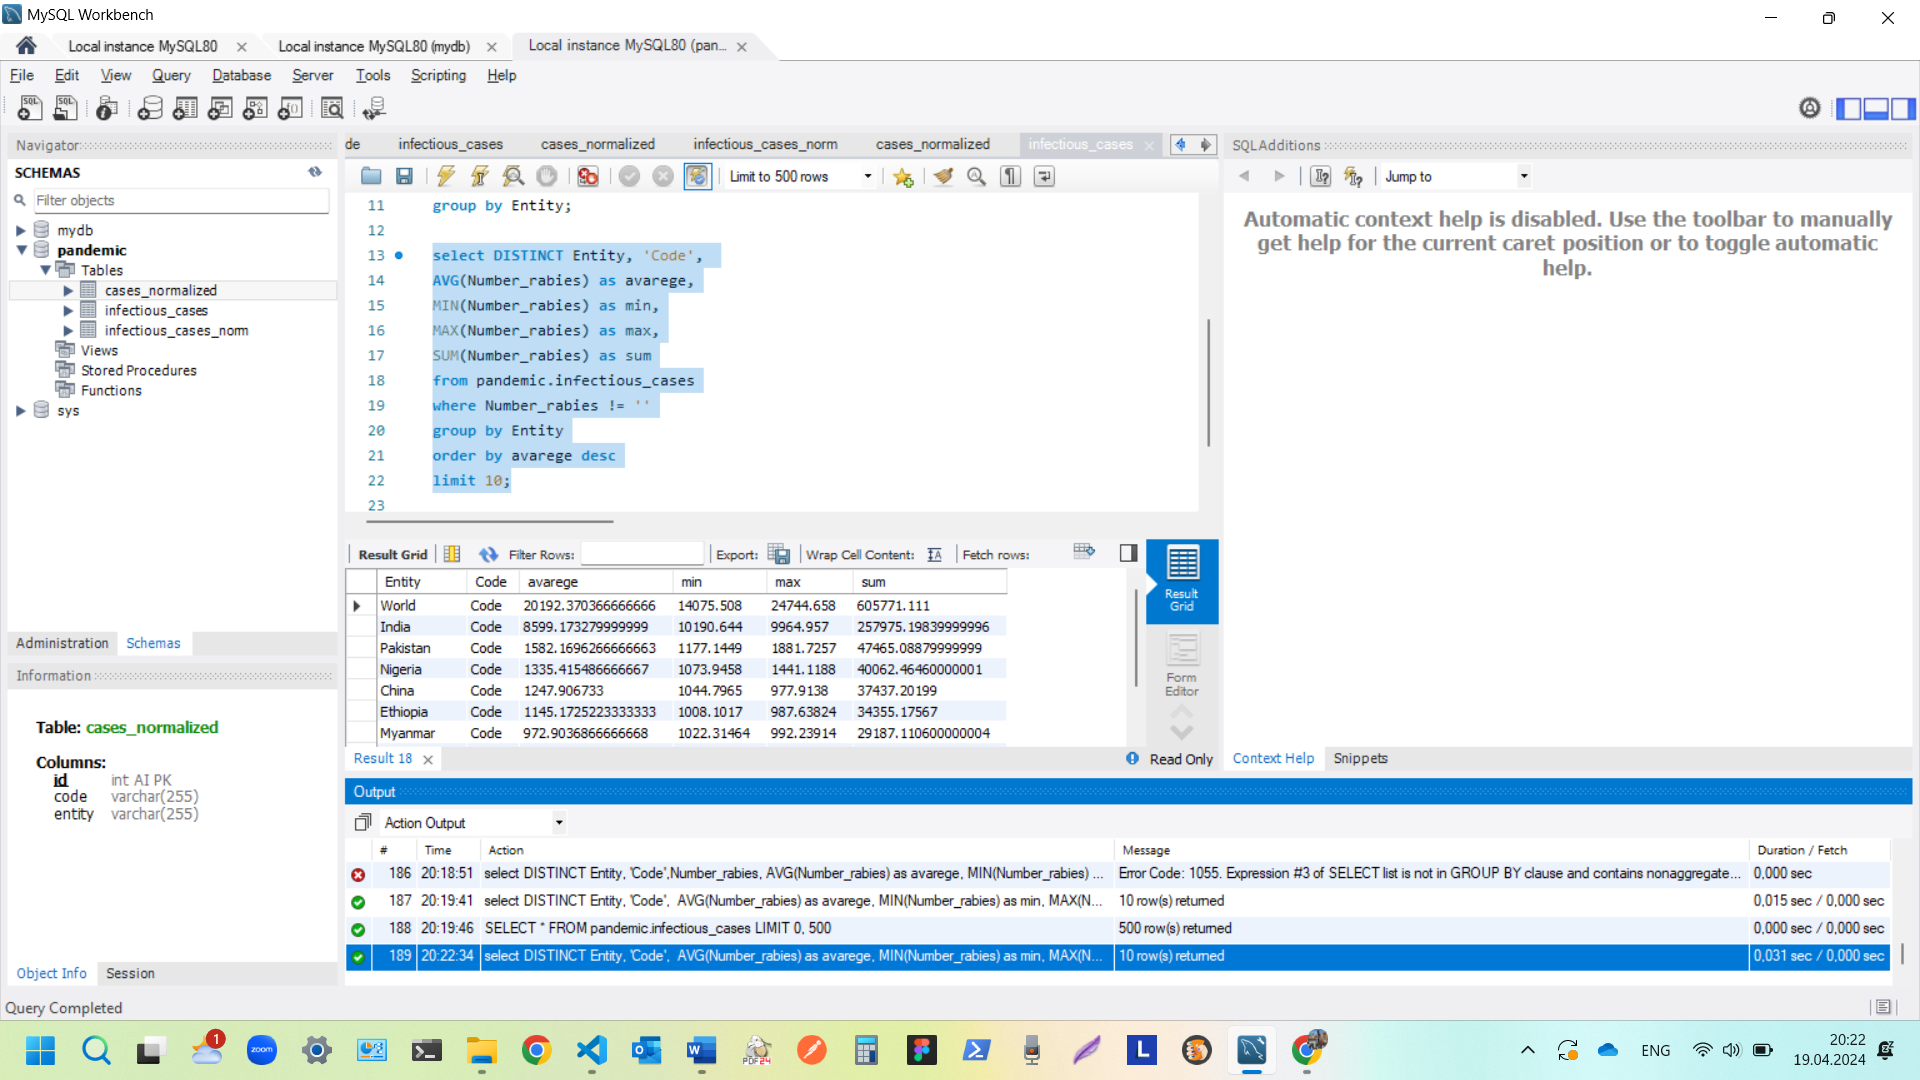 MySQL Workbench
Local instance MySQL80
Local instance MySQL80 (mydb)
Local instance MySQL80 (pan...
File Edit View Query Database Server Tools Scripting Help
Navigator
SCHEMAS
Filter objects
mydb
pandemic
Tables
cases_normalized
infectious_cases
infectious_cases_norm
Views
Stored Procedures
Functions
sys
Administration Schemas
Information
Table: cases_normalized
Columns:
id int AI PK
code varchar(255)
entity varchar(255)
Object Info Session
Query Completed
de infectious_cases cases_normalized infectious_cases_norm cases_normalized infectious_cases
Limit to 500 rows
11 group by Entity;
12
13 select DISTINCT Entity, 'Code',
14 AVG(Number_rabies) as avarege,
15 MIN(Number_rabies) as min,
16 MAX(Number_rabies) as max,
17 SUM(Number_rabies) as sum
18 from pandemic.infectious_cases
19 where Number_rabies != ''
20 group by Entity
21 order by avarege desc
22 limit 10;
23
Result Grid Filter Rows: Export: Wrap Cell Content: Fetch rows:
Entity Code avarege min max sum
World Code 20192.370366666666 14075.508 24744.658 605771.111
India Code 8599.173279999999 10190.644 9964.957 257975.19839999996
Pakistan Code 1582.1696266666663 1177.1449 1881.7257 47465.08879999999
Nigeria Code 1335.415486666667 1073.9458 1441.1188 40062.46460000001
China Code 1247.906733 1044.7965 977.9138 37437.20199
Ethiopia Code 1145.1725223333333 1008.1017 987.63824 34355.17567
Myanmar Code 972.9036866666668 1022.31464 992.23914 29187.110600000004
Result Grid
Form Editor
Result 18
Read Only
SQLAdditions
Jump to
Automatic context help is disabled. Use the toolbar to manually
get help for the current caret position or to toggle automatic
help.
Context Help Snippets
Output
Action Output
# Time Action Message Duration / Fetch
186 20:18:51 select DISTINCT Entity, 'Code',Number_rabies, AVG(Number_rabies) as avarege, MIN(Number_rabies) ... Error Code: 1055. Expression #3 of SELECT list is not in GROUP BY clause and contains nonaggregate... 0,000 sec
187 20:19:41 select DISTINCT Entity, 'Code', AVG(Number_rabies) as avarege, MIN(Number_rabies) as min, MAX(N... 10 row(s) returned 0,015 sec / 0,000 sec
188 20:19:46 SELECT * FROM pandemic.infectious_cases LIMIT 0, 500 500 row(s) returned 0,000 sec / 0,000 sec
189 20:22:34 select DISTINCT Entity, 'Code', AVG(Number_rabies) as avarege, MIN(Number_rabies) as min, MAX(N... 10 row(s) returned 0,031 sec / 0,000 sec
1
zoom
PDF24
L
ENG
20:22
19.04.2024